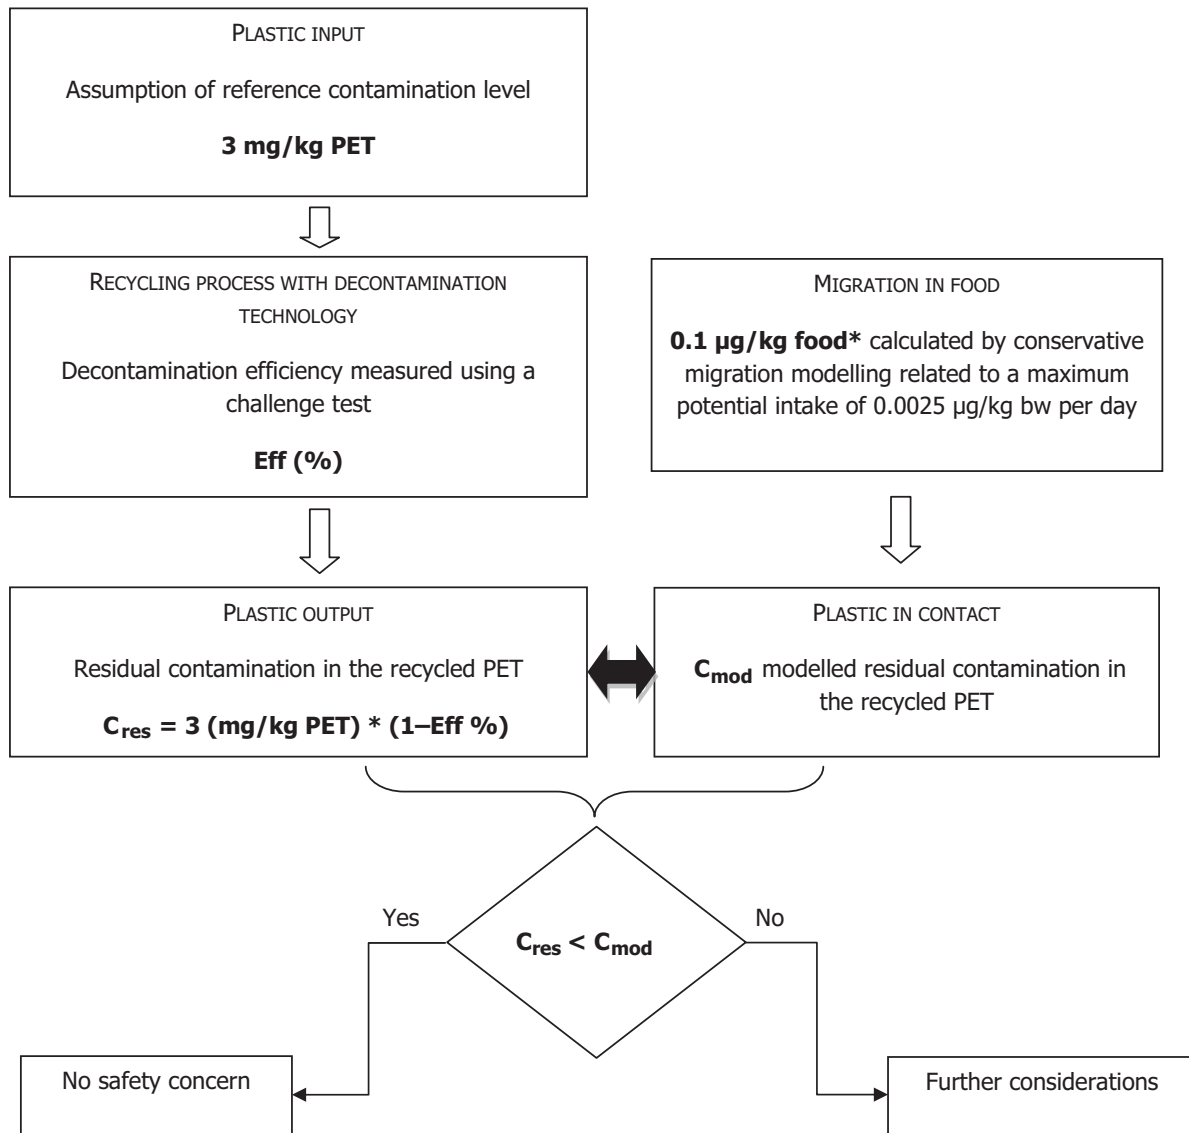 PLASTIC INPUT
Assumption of reference contamination level
3 mg/kg PET
RECYCLING PROCESS WITH DECONTAMINATION
TECHNOLOGY
Decontamination efficiency measured using a
challenge test
Eff (%)
MIGRATION IN FOOD
0.1 µg/kg food* calculated by conservative
migration modelling related to a maximum
potential intake of 0.0025 µg/kg bw per day
PLASTIC OUTPUT
Residual contamination in the recycled PET
Cres = 3 (mg/kg PET) * (1–Eff %)
PLASTIC IN CONTACT
Cmod modelled residual contamination in
the recycled PET
Yes
No
Cres < Cmod
No safety concern
Further considerations